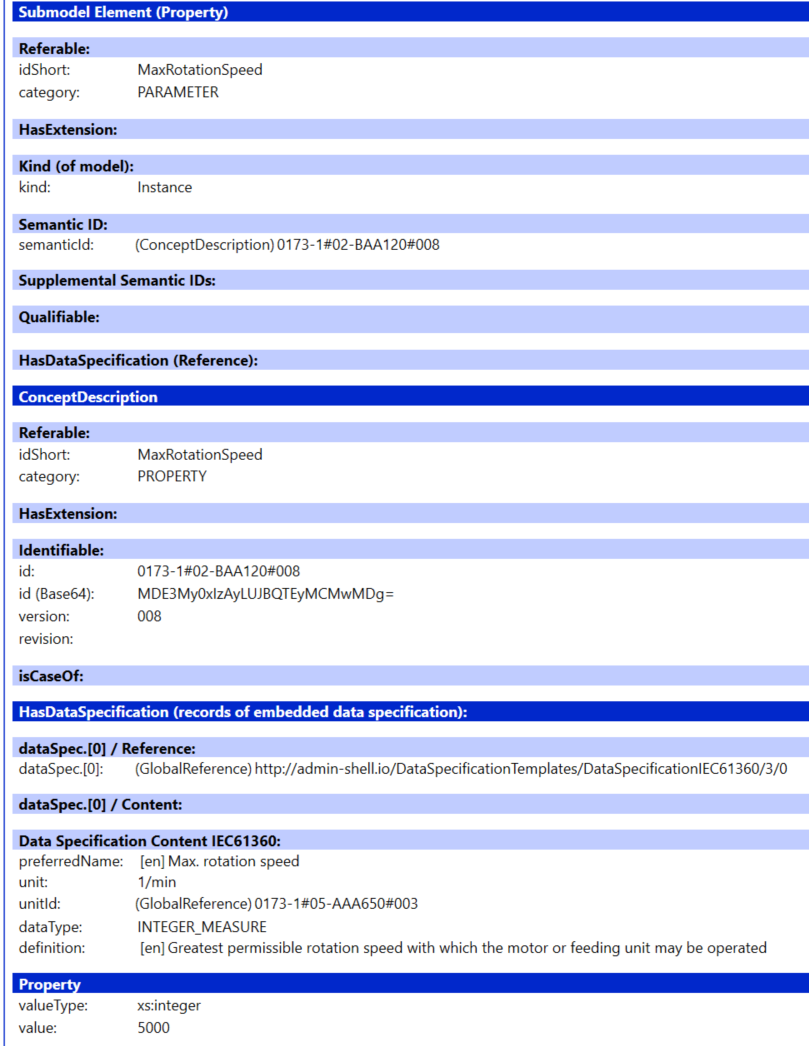 Submodel Element (Property)
Referable:
idShort: MaxRotationSpeed
category: PARAMETER
HasExtension:
Kind (of model):
kind: Instance
Semantic ID:
semanticId: (ConceptDescription) 0173-1#02-BAA120#008
Supplemental Semantic IDs:
Qualifiable:
HasDataSpecification (Reference):
ConceptDescription
Referable:
idShort: MaxRotationSpeed
category: PROPERTY
HasExtension:
Identifiable:
id: 0173-1#02-BAA120#008
id (Base64): MDE3My0xIzAyLUJBQTEyMCMwMDg=
version: 008
revision:
isCaseOf:
HasDataSpecification (records of embedded data specification):
dataSpec.[0] / Reference:
dataSpec.[0]: (GlobalReference) http://admin-shell.io/DataSpecificationTemplates/DataSpecificationIEC61360/3/0
dataSpec.[0] / Content:
Data Specification Content IEC61360:
preferredName: [en] Max. rotation speed
unit: 1/min
unitId: (GlobalReference) 0173-1#05-AAA650#003
dataType: INTEGER_MEASURE
definition: [en] Greatest permissible rotation speed with which the motor or feeding unit may be operated
Property
valueType: xs:integer
value: 5000